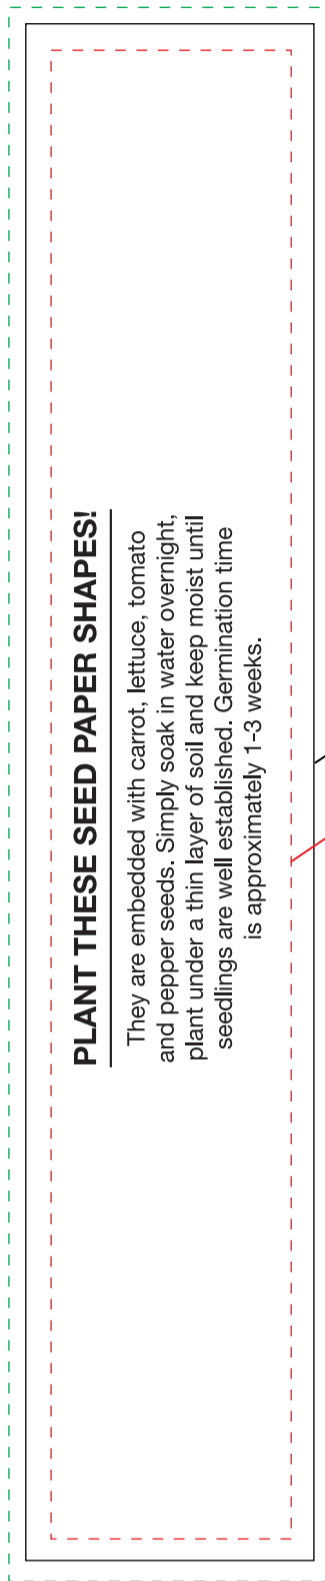 PLANT THESE SEED PAPER SHAPES!
They are embedded with carrot, lettuce, tomato
and pepper seeds. Simply soak in water overnight,
plant under a thin layer of soil and keep moist until
seedlings are well established. Germination time
is approximately 1-3 weeks.